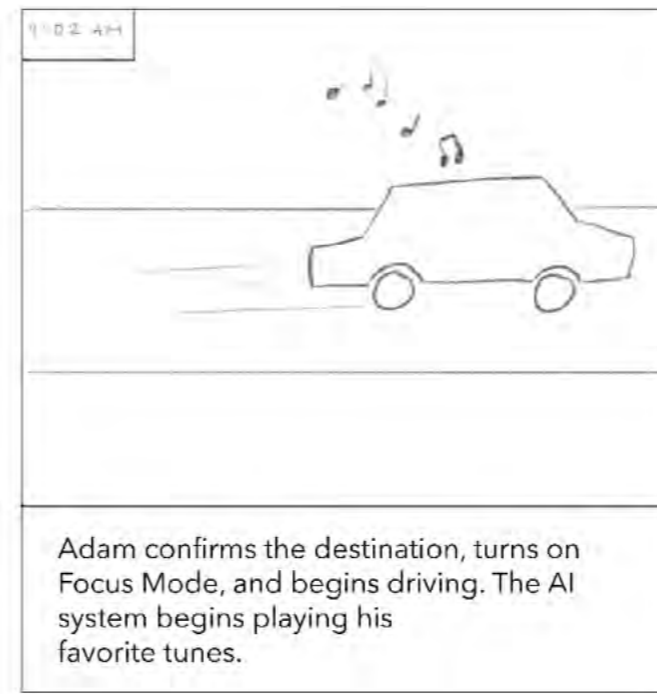 9:02 AM
Adam confirms the destination, turns on
Focus Mode, and begins driving. The AI
system begins playing his
favorite tunes.